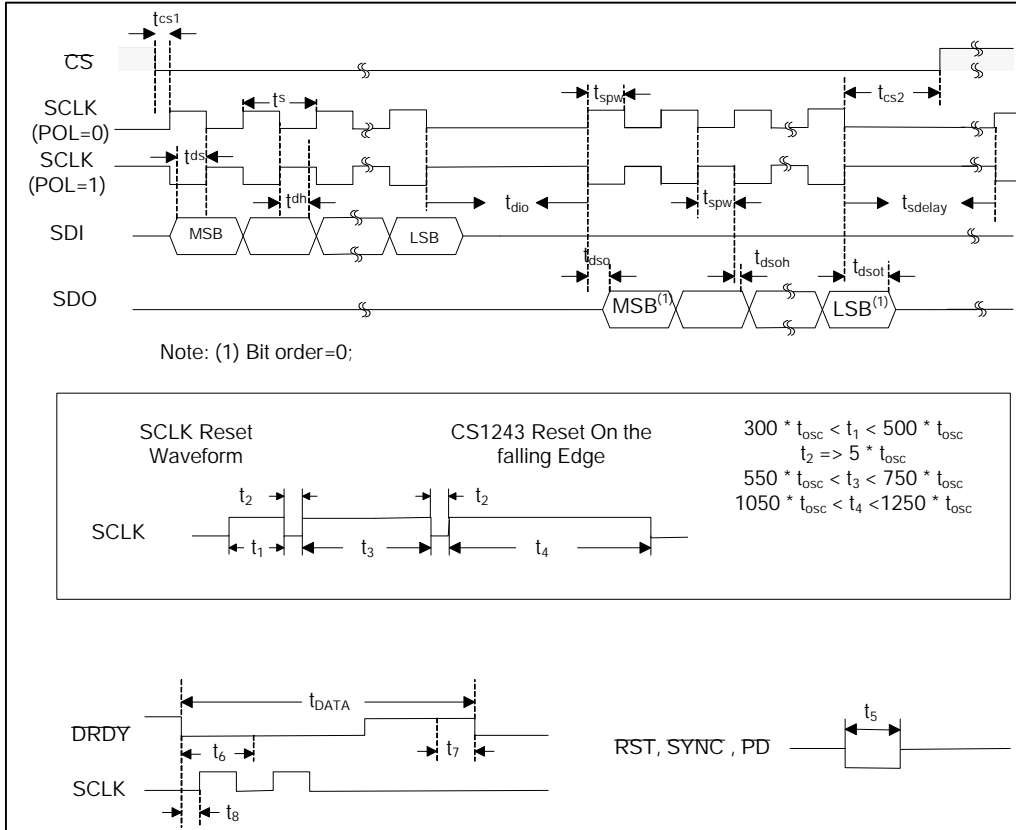 tcs1
CS
SCLK
(POL=0)
ts
tspw
tcs2
SCLK
(POL=1)
tds
tdh
tdio
tspw
tsdelay
SDI
MSB
LSB
tdso
tdsoh
tdsot
SDO
MSB(1)
LSB(1)
Note: (1) Bit order=0;
SCLK Reset
Waveform
CS1243 Reset On the
falling Edge
300 * tosc < t1 < 500 * tosc
t2 => 5 * tosc
550 * tosc < t3 < 750 * tosc
1050 * tosc < t4 <1250 * tosc
t2
t2
SCLK
t1
t3
t4
tDATA
DRDY
t6
t7
SCLK
t8
t5
RST, SYNC , PD